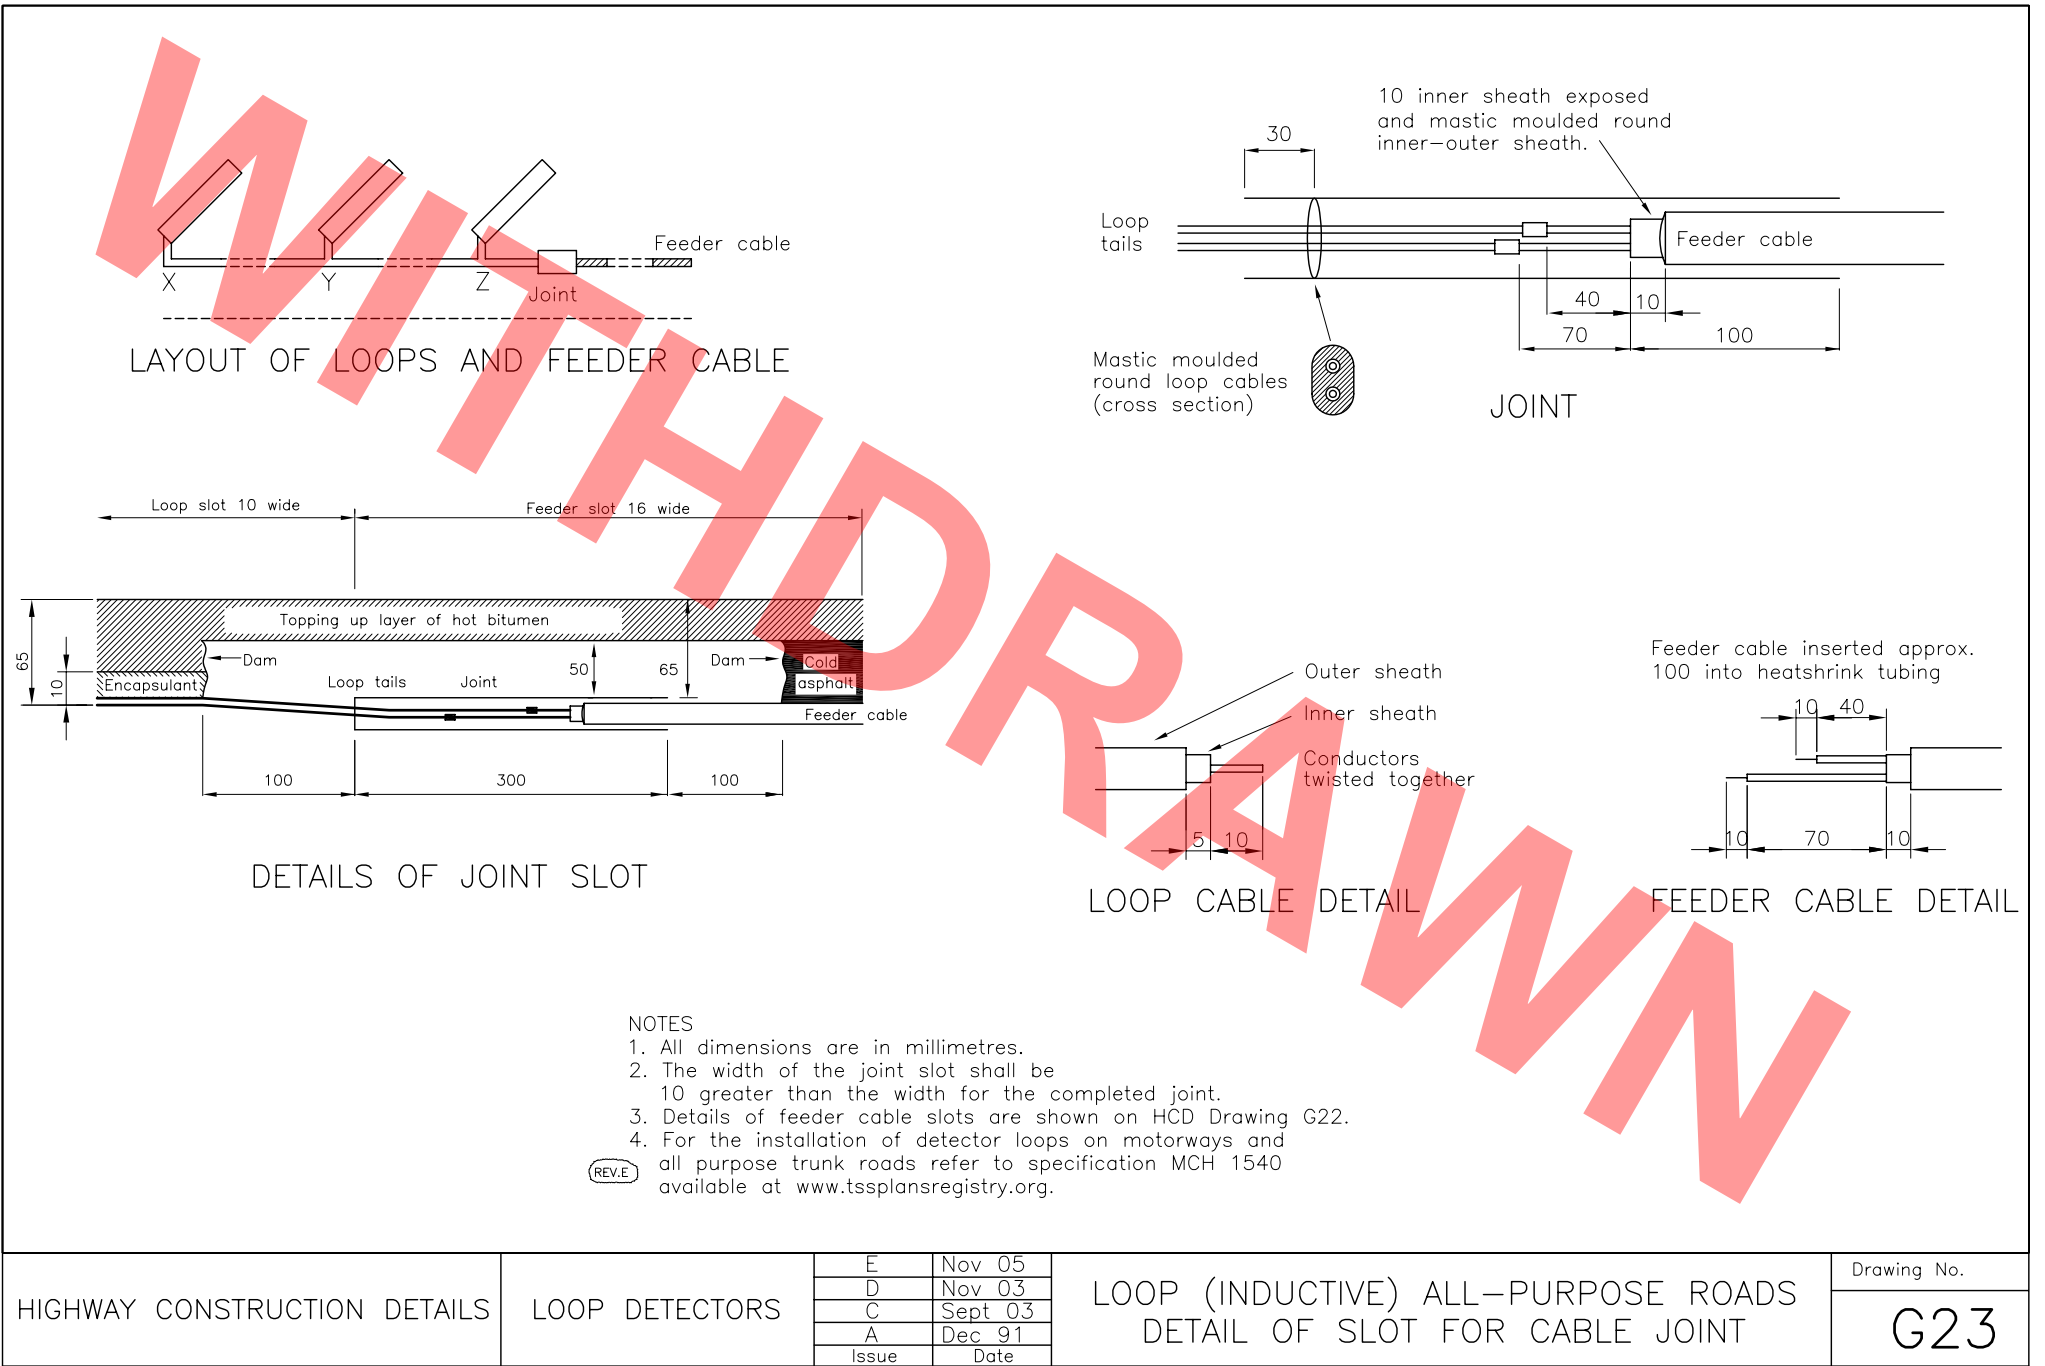 WITHDRAWN
Feeder cable
X
Y
Z
Joint
LAYOUT OF LOOPS AND FEEDER CABLE
10 inner sheath exposed
and mastic moulded round
inner-outer sheath.
30
Loop
tails
Feeder cable
40
10
70
100
Mastic moulded
round loop cables
(cross section)
JOINT
Loop slot 10 wide
Feeder slot 16 wide
Topping up layer of hot bitumen
65
10
Dam
Encapsulant
Loop tails
Joint
50
65
Dam
Cold
asphalt
Feeder cable
100
300
100
DETAILS OF JOINT SLOT
Outer sheath
Inner sheath
Conductors
twisted together
5
10
LOOP CABLE DETAIL
Feeder cable inserted approx.
100 into heatshrink tubing
10
40
10
70
10
FEEDER CABLE DETAIL
NOTES
1. All dimensions are in millimetres.
2. The width of the joint slot shall be
10 greater than the width for the completed joint.
3. Details of feeder cable slots are shown on HCD Drawing G22.
4. For the installation of detector loops on motorways and
REV.E all purpose trunk roads refer to specification MCH 1540
available at www.tssplansregistry.org.
HIGHWAY CONSTRUCTION DETAILS
LOOP DETECTORS
E Nov 05
D Nov 03
C Sept 03
A Dec 91
Issue Date
LOOP (INDUCTIVE) ALL-PURPOSE ROADS
DETAIL OF SLOT FOR CABLE JOINT
Drawing No.
G23